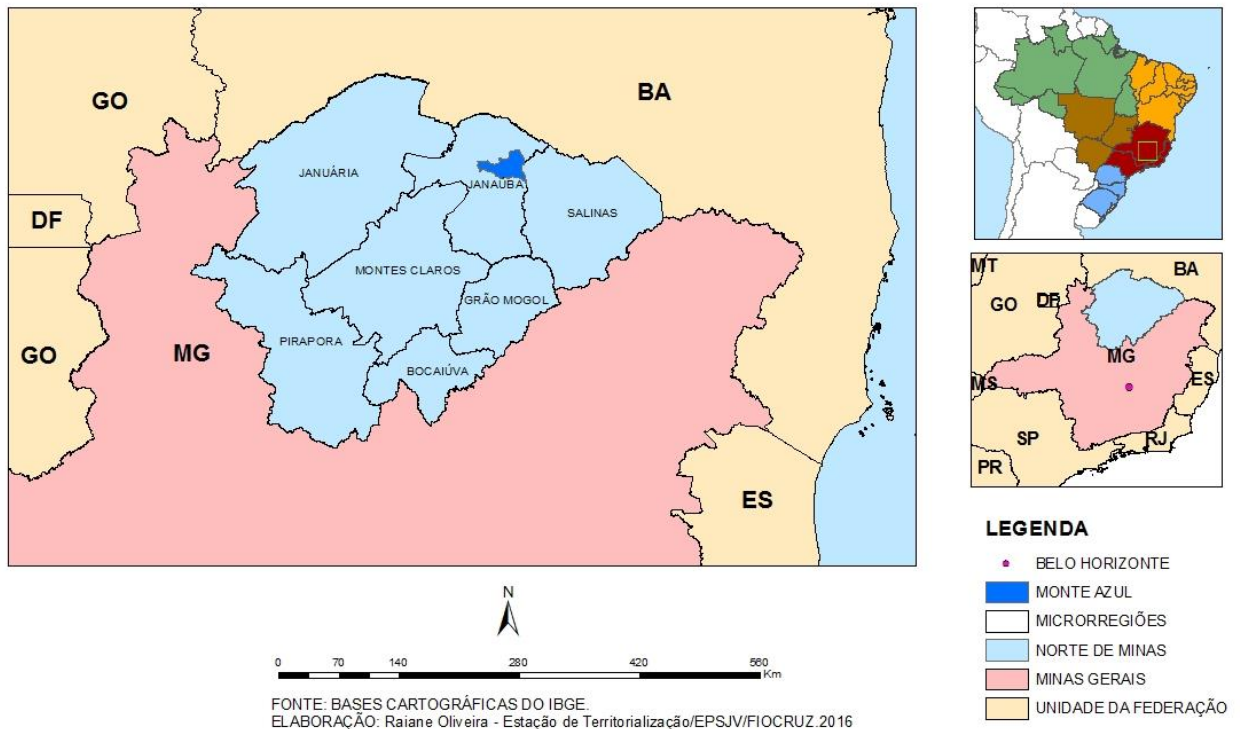 GO
BA
JANUÁRIA
JANAÚBA
DF
SALINAS
MONTES CLAROS
GRÃO MOGOL
PIRAPORA
GO
MG
BOCAIÚVA
ES
MT
BA
GO
DF
MG
MS
ES
SP
RJ
PR
LEGENDA
BELO HORIZONTE
MONTE AZUL
MICRORREGIÕES
NORTE DE MINAS
MINAS GERAIS
UNIDADE DA FEDERAÇÃO
N
0 70 140 280 420 560
Km
FONTE: BASES CARTOGRÁFICAS DO IBGE.
ELABORAÇÃO: Raiane Oliveira - Estação de Territorialização/EPSJV/FIOCRUZ.2016